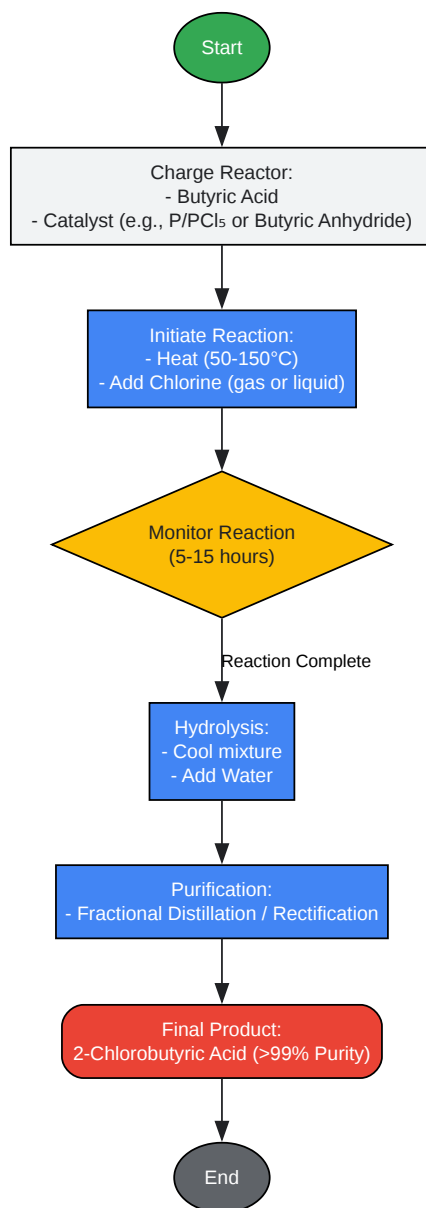 Start
Charge Reactor:
- Butyric Acid
- Catalyst (e.g., P/PCl₅ or Butyric Anhydride)
Initiate Reaction:
- Heat (50-150°C)
- Add Chlorine (gas or liquid)
Monitor Reaction
(5-15 hours)
Reaction Complete
Hydrolysis:
- Cool mixture
- Add Water
Purification:
- Fractional Distillation / Rectification
Final Product:
2-Chlorobutyric Acid (>99% Purity)
End